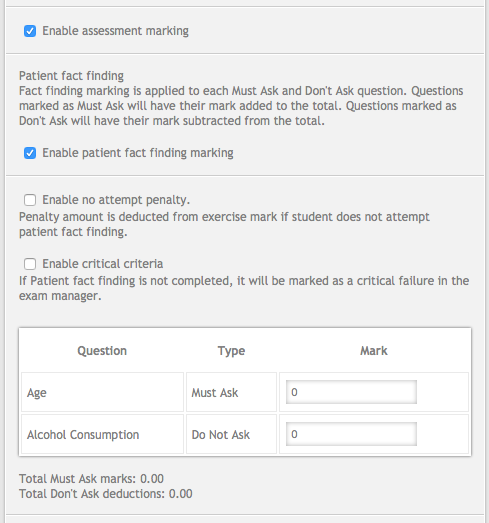 Enable assessment marking
Patient fact finding
Fact finding marking is applied to each Must Ask and Don't Ask question. Questions
marked as Must Ask will have their mark added to the total. Questions marked as
Don't Ask will have their mark subtracted from the total.
Enable patient fact finding marking
Enable no attempt penalty.
Penalty amount is deducted from exercise mark if student does not attempt
patient fact finding.
Enable critical criteria
If Patient fact finding is not completed, it will be marked as a critical failure in the
exam manager.
Question Type Mark
Age Must Ask 0
Alcohol Consumption Do Not Ask 0
Total Must Ask marks: 0.00
Total Don't Ask deductions: 0.00